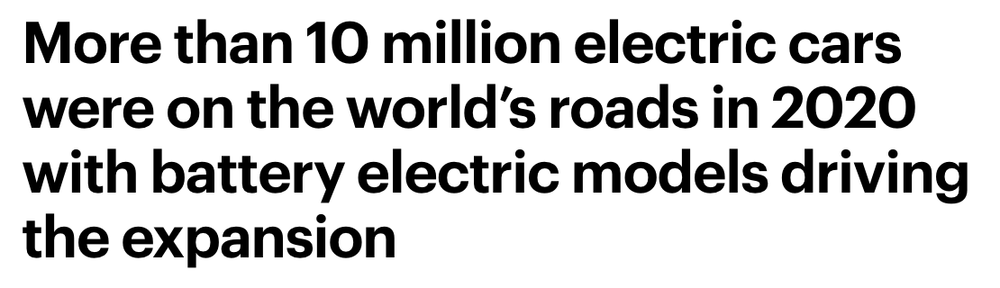 More than 10 million electric cars
were on the world’s roads in 2020
with battery electric models driving
the expansion